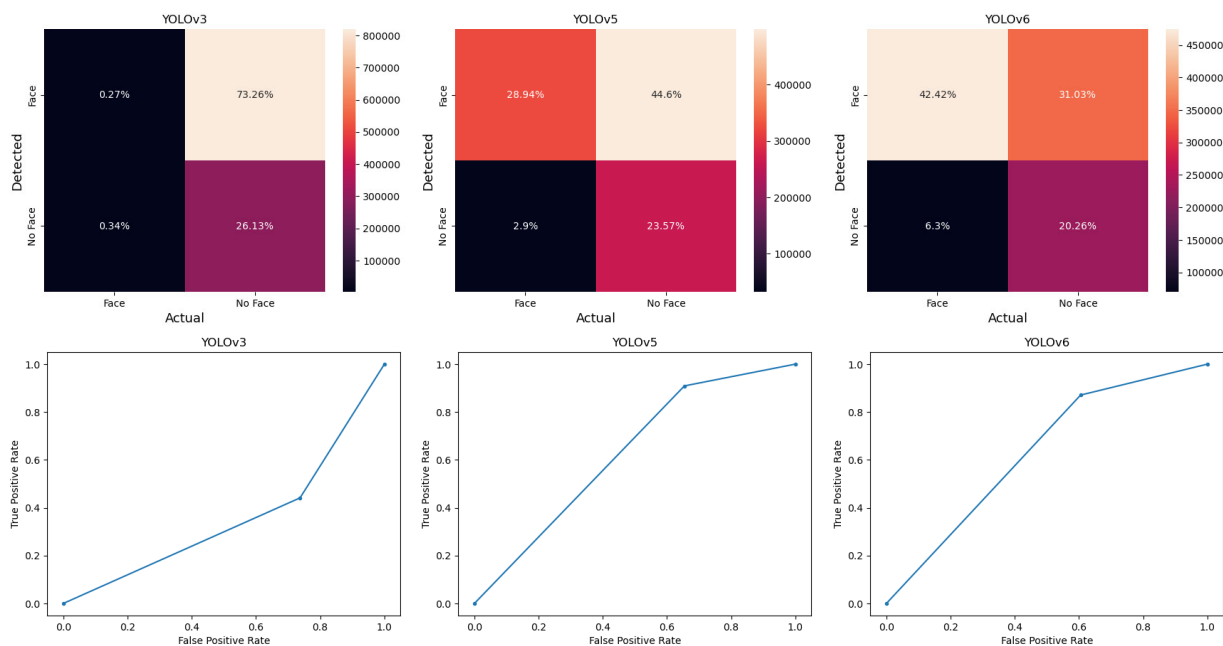 YOLOv3
Face
No Face
Detected
0.27%
73.26%
0.34%
26.13%
Face
No Face
Actual
800000
700000
600000
500000
400000
300000
200000
100000
YOLOv5
Detected
28.94%
44.6%
2.9%
23.57%
Face
No Face
Face
No Face
Actual
400000
300000
200000
100000
YOLOv6
Face
No Face
Detected
42.42%
31.03%
6.3%
20.26%
Face
No Face
Actual
450000
400000
350000
300000
250000
200000
150000
100000
YOLOv3
True Positive Rate
1.0
0.8
0.6
0.4
0.2
0.0
0.0 0.2 0.4 0.6 0.8 1.0
False Positive Rate
YOLOv5
True Positive Rate
1.0
0.8
0.6
0.4
0.2
0.0
0.0 0.2 0.4 0.6 0.8 1.0
False Positive Rate
YOLOv6
True Positive Rate
1.0
0.8
0.6
0.4
0.2
0.0
0.0 0.2 0.4 0.6 0.8 1.0
False Positive Rate